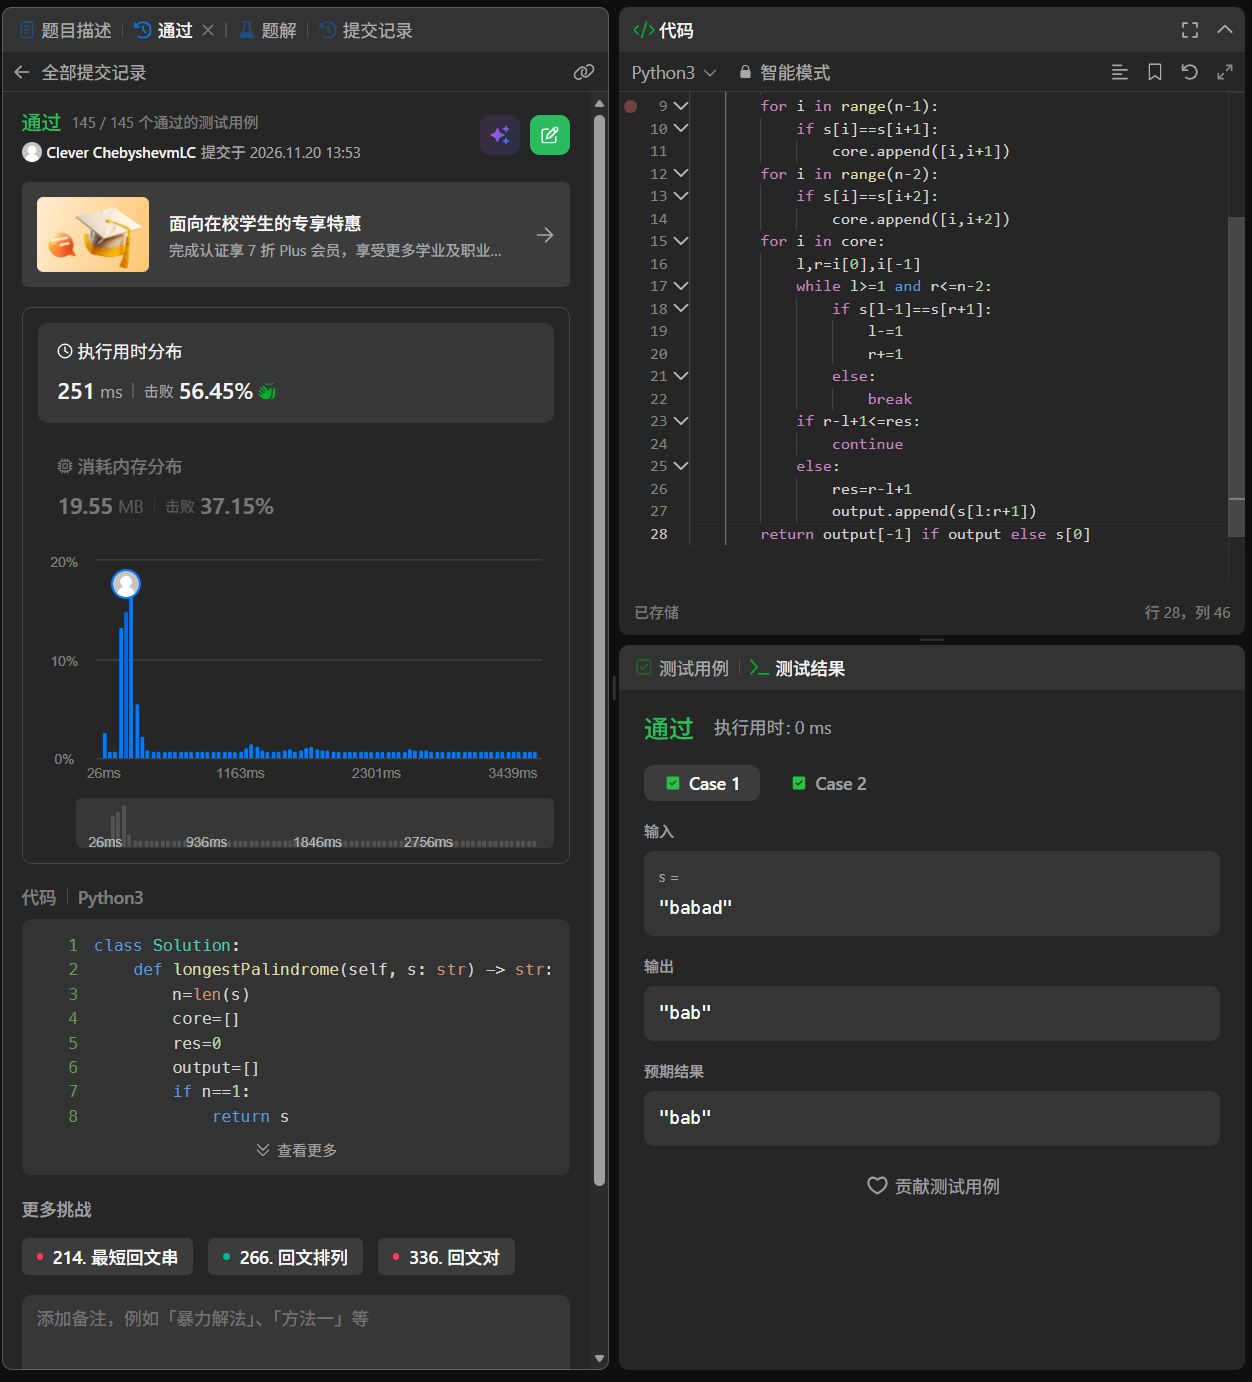 题目描述
通过
题解
提交记录
全部提交记录
通过 145 / 145 个通过的测试用例
Clever ChebyshevmLC 提交于 2026.11.20 13:53
面向在校学生的专享特惠
完成认证享 7 折 Plus 会员，享受更多学业及职业...
执行用时分布
251 ms 击败 56.45%
消耗内存分布
19.55 MB 击败 37.15%
20%
10%
0%
26ms 1163ms 2301ms 3439ms
26ms 936ms 1846ms 2756ms
代码 Python3
1 class Solution:
2 def longestPalindrome(self, s: str) -> str:
3 n=len(s)
4 core=[]
5 res=0
6 output=[]
7 if n==1:
8 return s
查看更多
更多挑战
214. 最短回文串
266. 回文排列
336. 回文对
添加备注，例如「暴力解法」、「方法一」等
</> 代码
Python3 智能模式
9 for i in range(n-1):
10 if s[i]==s[i+1]:
11 core.append([i,i+1])
12 for i in range(n-2):
13 if s[i]==s[i+2]:
14 core.append([i,i+2])
15 for i in core:
16 l,r=i[0],i[-1]
17 while l>=1 and r<=n-2:
18 if s[l-1]==s[r+1]:
19 l-=1
20 r+=1
21 else:
22 break
23 if r-l+1<=res:
24 continue
25 else:
26 res=r-l+1
27 output.append(s[l:r+1])
28 return output[-1] if output else s[0]
已存储
行 28，列 46
测试用例
测试结果
通过 执行用时: 0 ms
Case 1
Case 2
输入
s =
"babad"
输出
"bab"
预期结果
"bab"
贡献测试用例